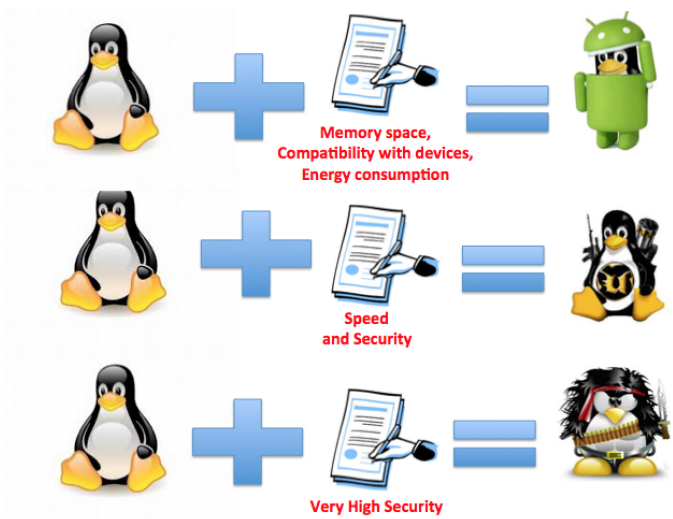 Memory space,
Compatibility with devices,
Energy consumption
Speed
and Security
Very High Security